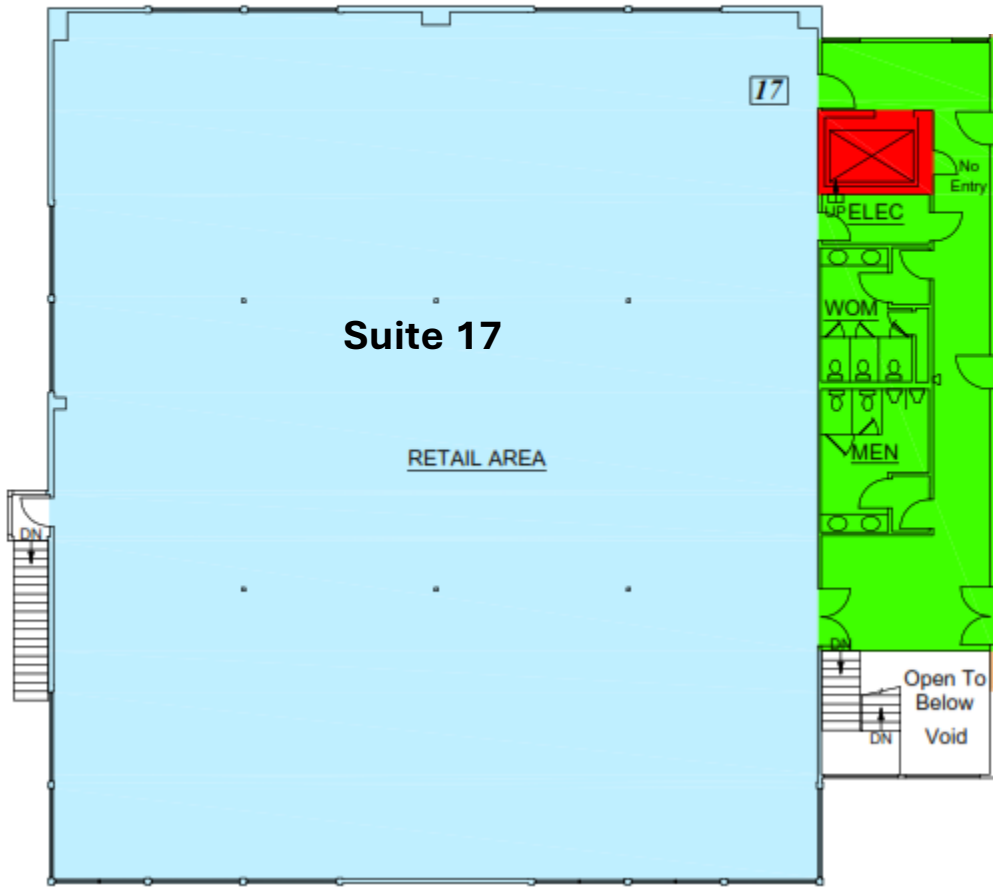 17
No
Entry
UP
ELEC
WOM
Suite 17
RETAIL AREA
MEN
DN
DN
Open To
Below
Void
DN